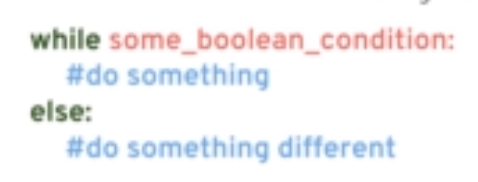 while some_boolean_condition:
    #do something
else:
    #do something different